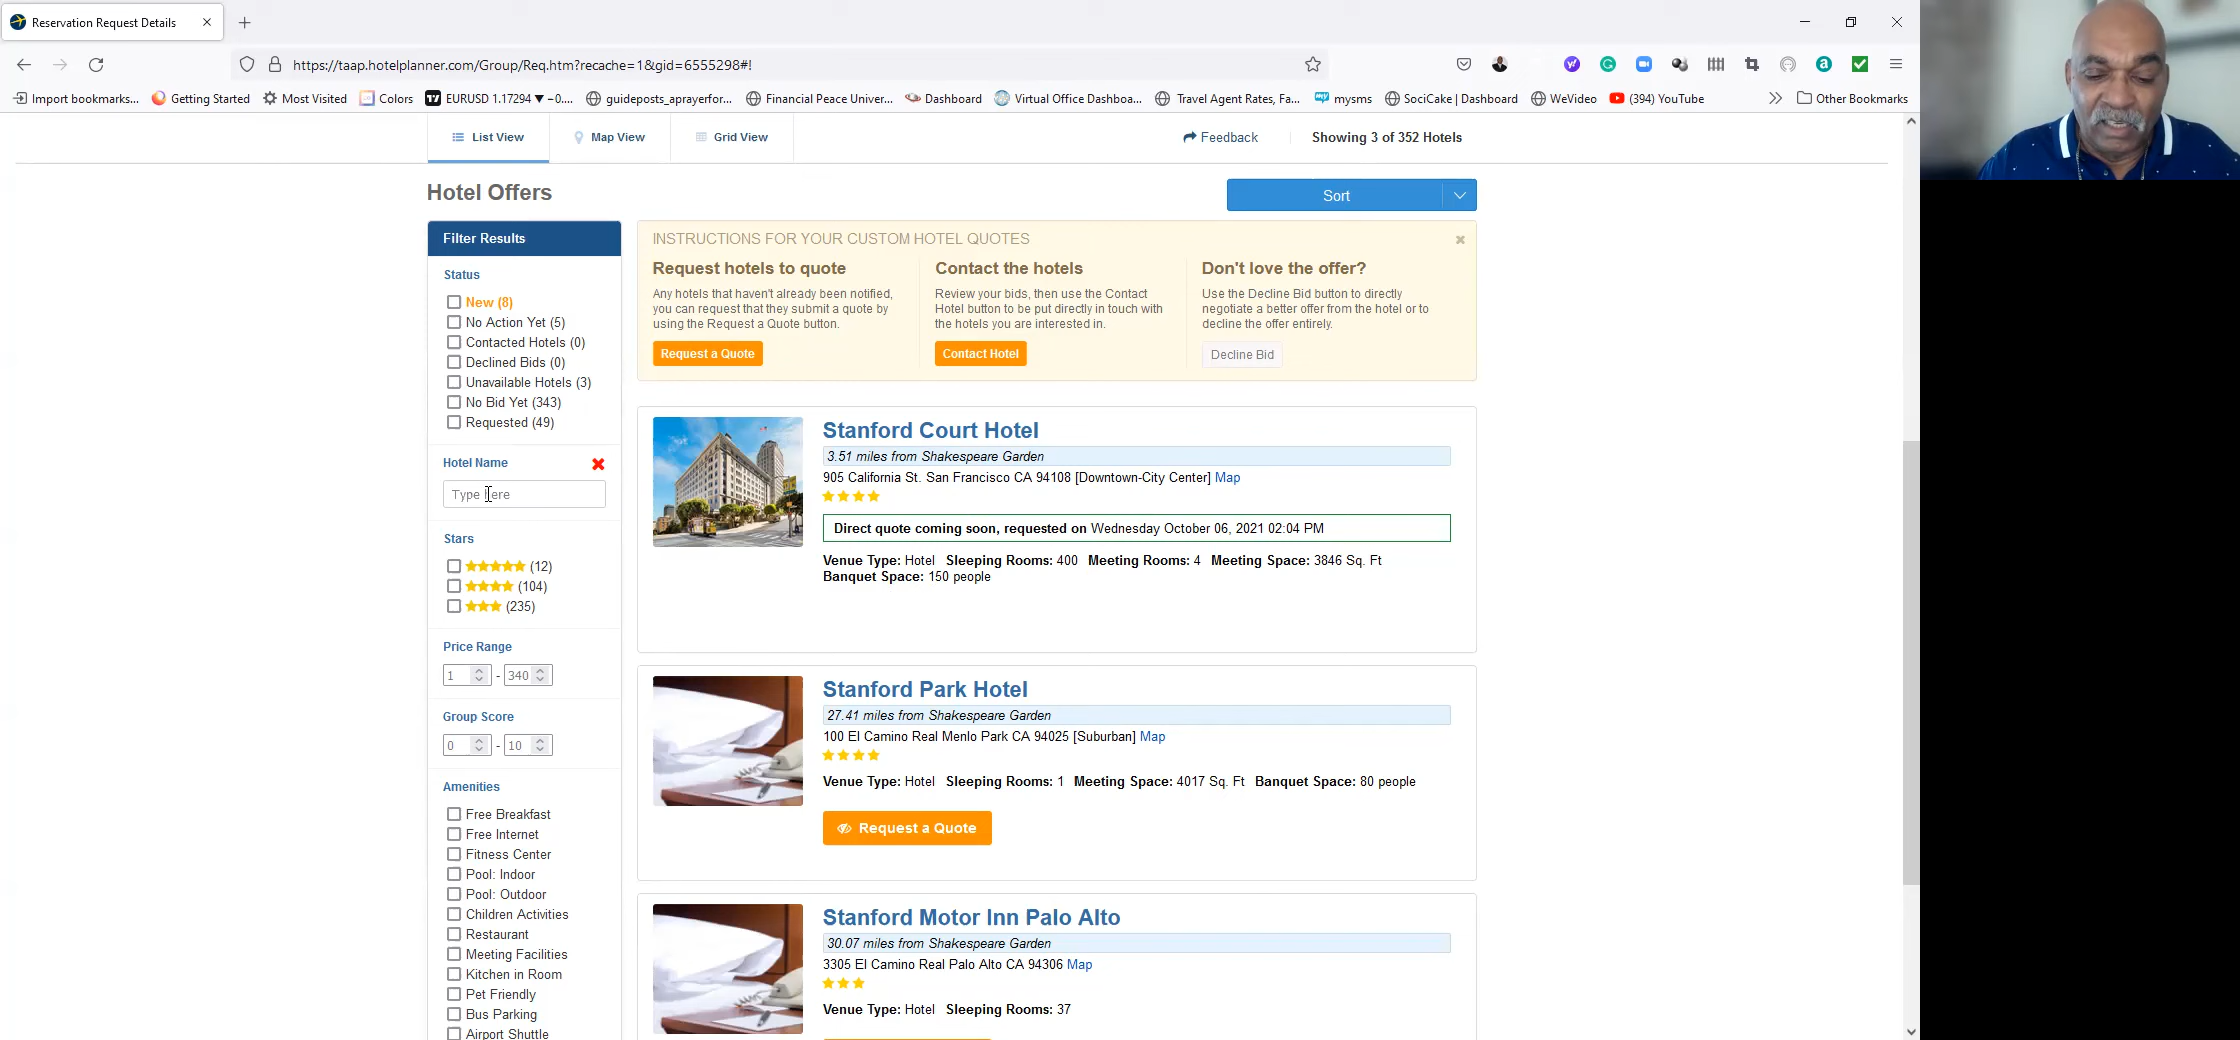 Reservation Request Details
https://taap.hotelplanner.com/Group/Req.htm?recache=1&gid=6555298#!
Import bookmarks... Getting Started Most Visited Colors EURUSD 1.17294 ▼ −0.... guideposts_aprayerfor... Financial Peace Univer... Dashboard Virtual Office Dashboa... Travel Agent Rates, Fa... mysms SociCake | Dashboard WeVideo (394) YouTube Other Bookmarks
List View Map View Grid View Feedback Showing 3 of 352 Hotels
Hotel Offers
Sort
Filter Results
Status
New (8)
No Action Yet (5)
Contacted Hotels (0)
Declined Bids (0)
Unavailable Hotels (3)
No Bid Yet (343)
Requested (49)
Hotel Name
Type here
Stars
(12)
(104)
(235)
Price Range
1 - 340
Group Score
0 - 10
Amenities
Free Breakfast
Free Internet
Fitness Center
Pool: Indoor
Pool: Outdoor
Children Activities
Restaurant
Meeting Facilities
Kitchen in Room
Pet Friendly
Bus Parking
Airport Shuttle
INSTRUCTIONS FOR YOUR CUSTOM HOTEL QUOTES
Request hotels to quote
Any hotels that haven't already been notified,
you can request that they submit a quote by
using the Request a Quote button.
Request a Quote
Contact the hotels
Review your bids, then use the Contact
Hotel button to be put directly in touch with
the hotels you are interested in.
Contact Hotel
Don't love the offer?
Use the Decline Bid button to directly
negotiate a better offer from the hotel or to
decline the offer entirely.
Decline Bid
Stanford Court Hotel
3.51 miles from Shakespeare Garden
905 California St. San Francisco CA 94108 [Downtown-City Center] Map
Direct quote coming soon, requested on Wednesday October 06, 2021 02:04 PM
Venue Type: Hotel Sleeping Rooms: 400 Meeting Rooms: 4 Meeting Space: 3846 Sq. Ft
Banquet Space: 150 people
Stanford Park Hotel
27.41 miles from Shakespeare Garden
100 El Camino Real Menlo Park CA 94025 [Suburban] Map
Venue Type: Hotel Sleeping Rooms: 1 Meeting Space: 4017 Sq. Ft Banquet Space: 80 people
Request a Quote
Stanford Motor Inn Palo Alto
30.07 miles from Shakespeare Garden
3305 El Camino Real Palo Alto CA 94306 Map
Venue Type: Hotel Sleeping Rooms: 37